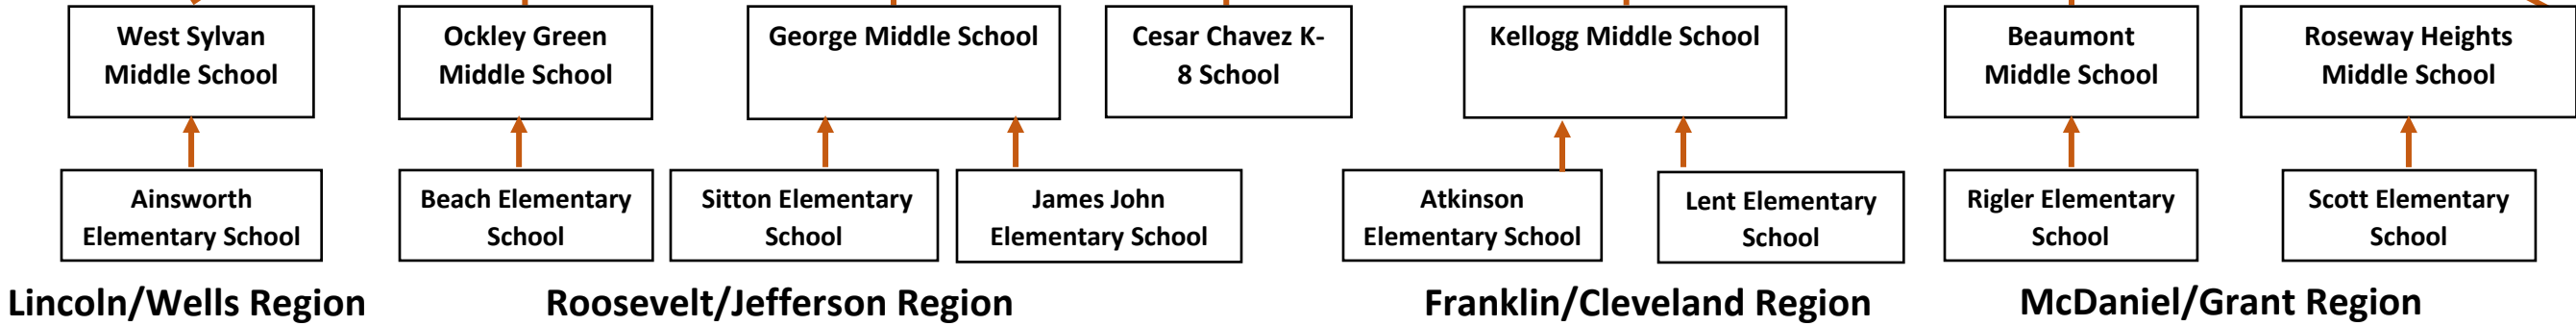 West Sylvan
Middle School
Ockley Green
Middle School
George Middle School
Cesar Chavez K-
8 School
Kellogg Middle School
Beaumont
Middle School
Roseway Heights
Middle School
Ainsworth
Elementary School
Beach Elementary
School
Sitton Elementary
School
James John
Elementary School
Atkinson
Elementary School
Lent Elementary
School
Rigler Elementary
School
Scott Elementary
School
Lincoln/Wells Region
Roosevelt/Jefferson Region
Franklin/Cleveland Region
McDaniel/Grant Region